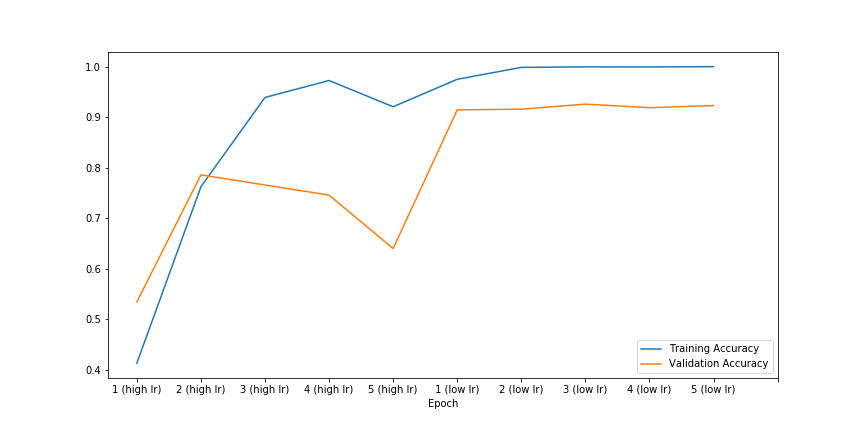 1.0
0.9
0.8
0.7
0.6
0.5
0.4
Training Accuracy
Validation Accuracy
1 (high lr) 2 (high lr) 3 (high lr) 4 (high lr) 5 (high lr) 1 (low lr) 2 (low lr) 3 (low lr) 4 (low lr) 5 (low lr)
Epoch